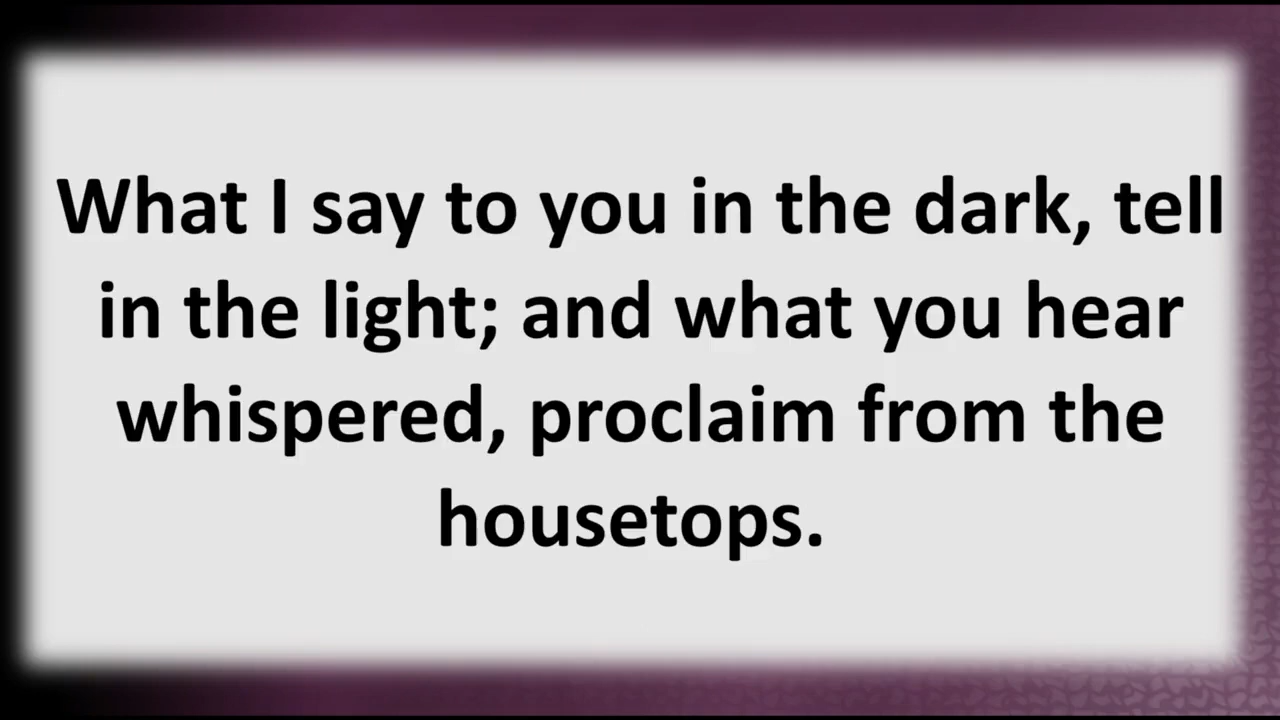 What I say to you in the dark, tell
in the light; and what you hear
whispered, proclaim from the
housetops.